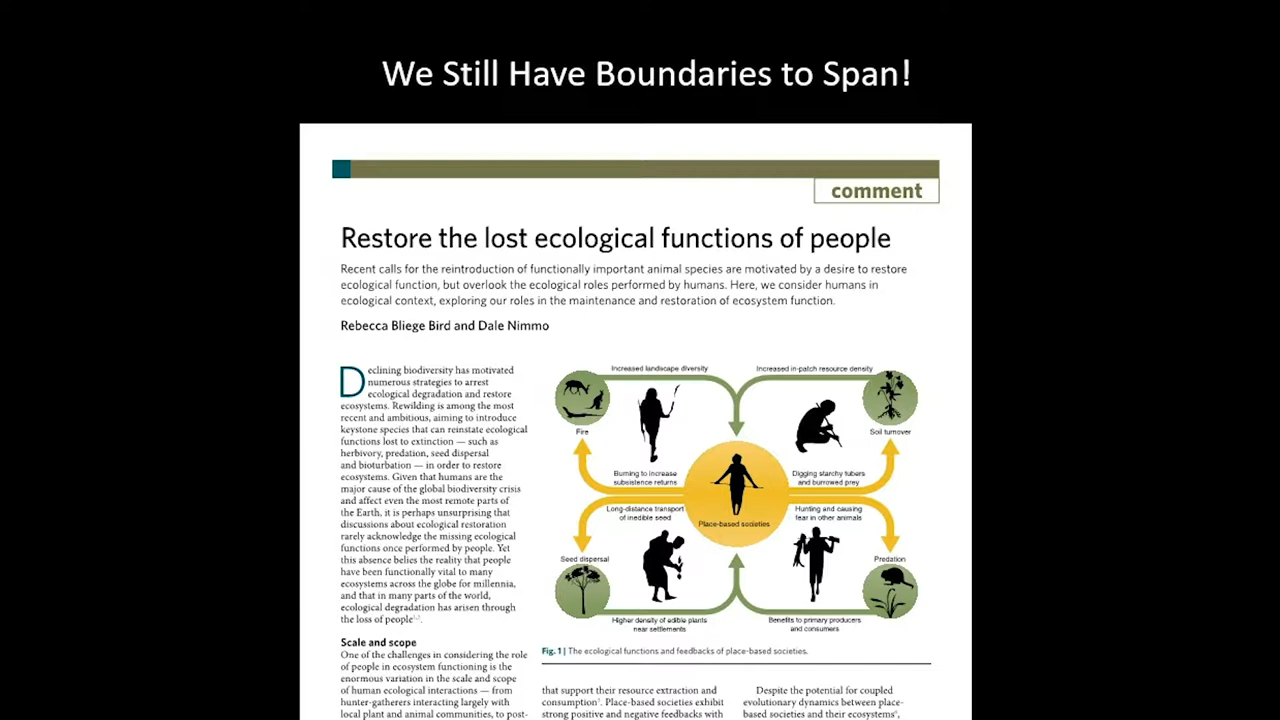 We Still Have Boundaries to Span!
comment
Restore the lost ecological functions of people
Recent calls for the reintroduction of functionally important animal species are motivated by a desire to restore
ecological function, but overlook the ecological roles performed by humans. Here, we consider humans in
ecological context, exploring our roles in the maintenance and restoration of ecosystem function.
Rebecca Bliege Bird and Dale Nimmo
Declining biodiversity has motivated
numerous strategies to arrest
ecological degradation and restore
ecosystems. Rewilding is among the most
recent and ambitious, aiming to introduce
keystone species that can reinstate ecological
functions lost to extinction — such as
herbivory, predation, seed dispersal
and bioturbation — in order to restore
ecosystems. Given that humans are the
major cause of the global biodiversity crisis
and affect even the most remote parts of
the Earth, it is perhaps unsurprising that
discussions about ecological restoration
rarely acknowledge the missing ecological
functions once performed by people. Yet
this absence belies the reality that people
have been functionally vital to many
ecosystems across the globe for millennia,
and that in many parts of the world,
ecological degradation has arisen through
the loss of people
Scale and scope
One of the challenges in considering the role
of people in ecosystem functioning is the
enormous variation in the scale and scope
of human ecological interactions — from
hunter-gatherers interacting largely with
local plant and animal communities, to post-
Increased landscape diversity
Increased in-patch resource density
Fire
Soil turnover
Burning to increase
subsistence returns
Digging starchy tubers
and burrowed prey
Long-distance transport
of inedible seed
Hunting and causing
fear in other animals
Place-based societies
Seed dispersal
Predation
Higher density of edible plants
near settlements
Benefits to primary producers
and consumers
Fig. 1 | The ecological functions and feedbacks of place-based societies.
that support their resource extraction and
consumption. Place-based societies exhibit
strong positive and negative feedbacks with
Despite the potential for coupled
evolutionary dynamics between place-
based societies and their ecosystems,